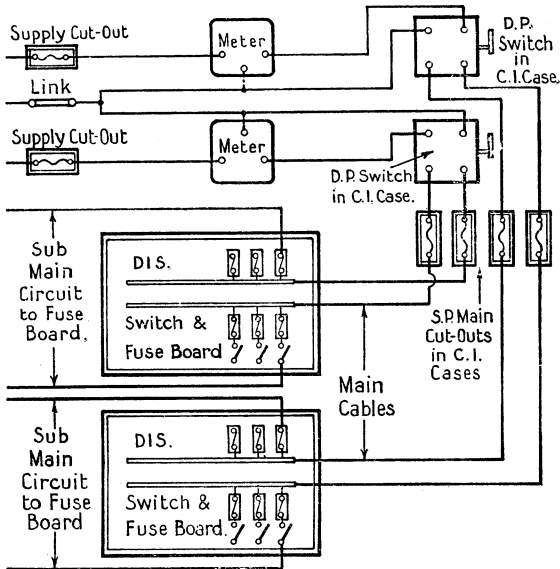 Supply Cut-Out
Meter
D.P.
Switch
in
C.I.Case.
Link
Supply Cut-Out
Meter
D.P. Switch
in C.I. Case.
Sub
Main
Circuit
to Fuse
Board,
DIS.
Switch &
Fuse Board
S.P. Main
Cut-Outs
in C.I.
Cases
Main
Cables
Sub
Main
Circuit
to Fuse
Board
DIS.
Switch &
Fuse Board.